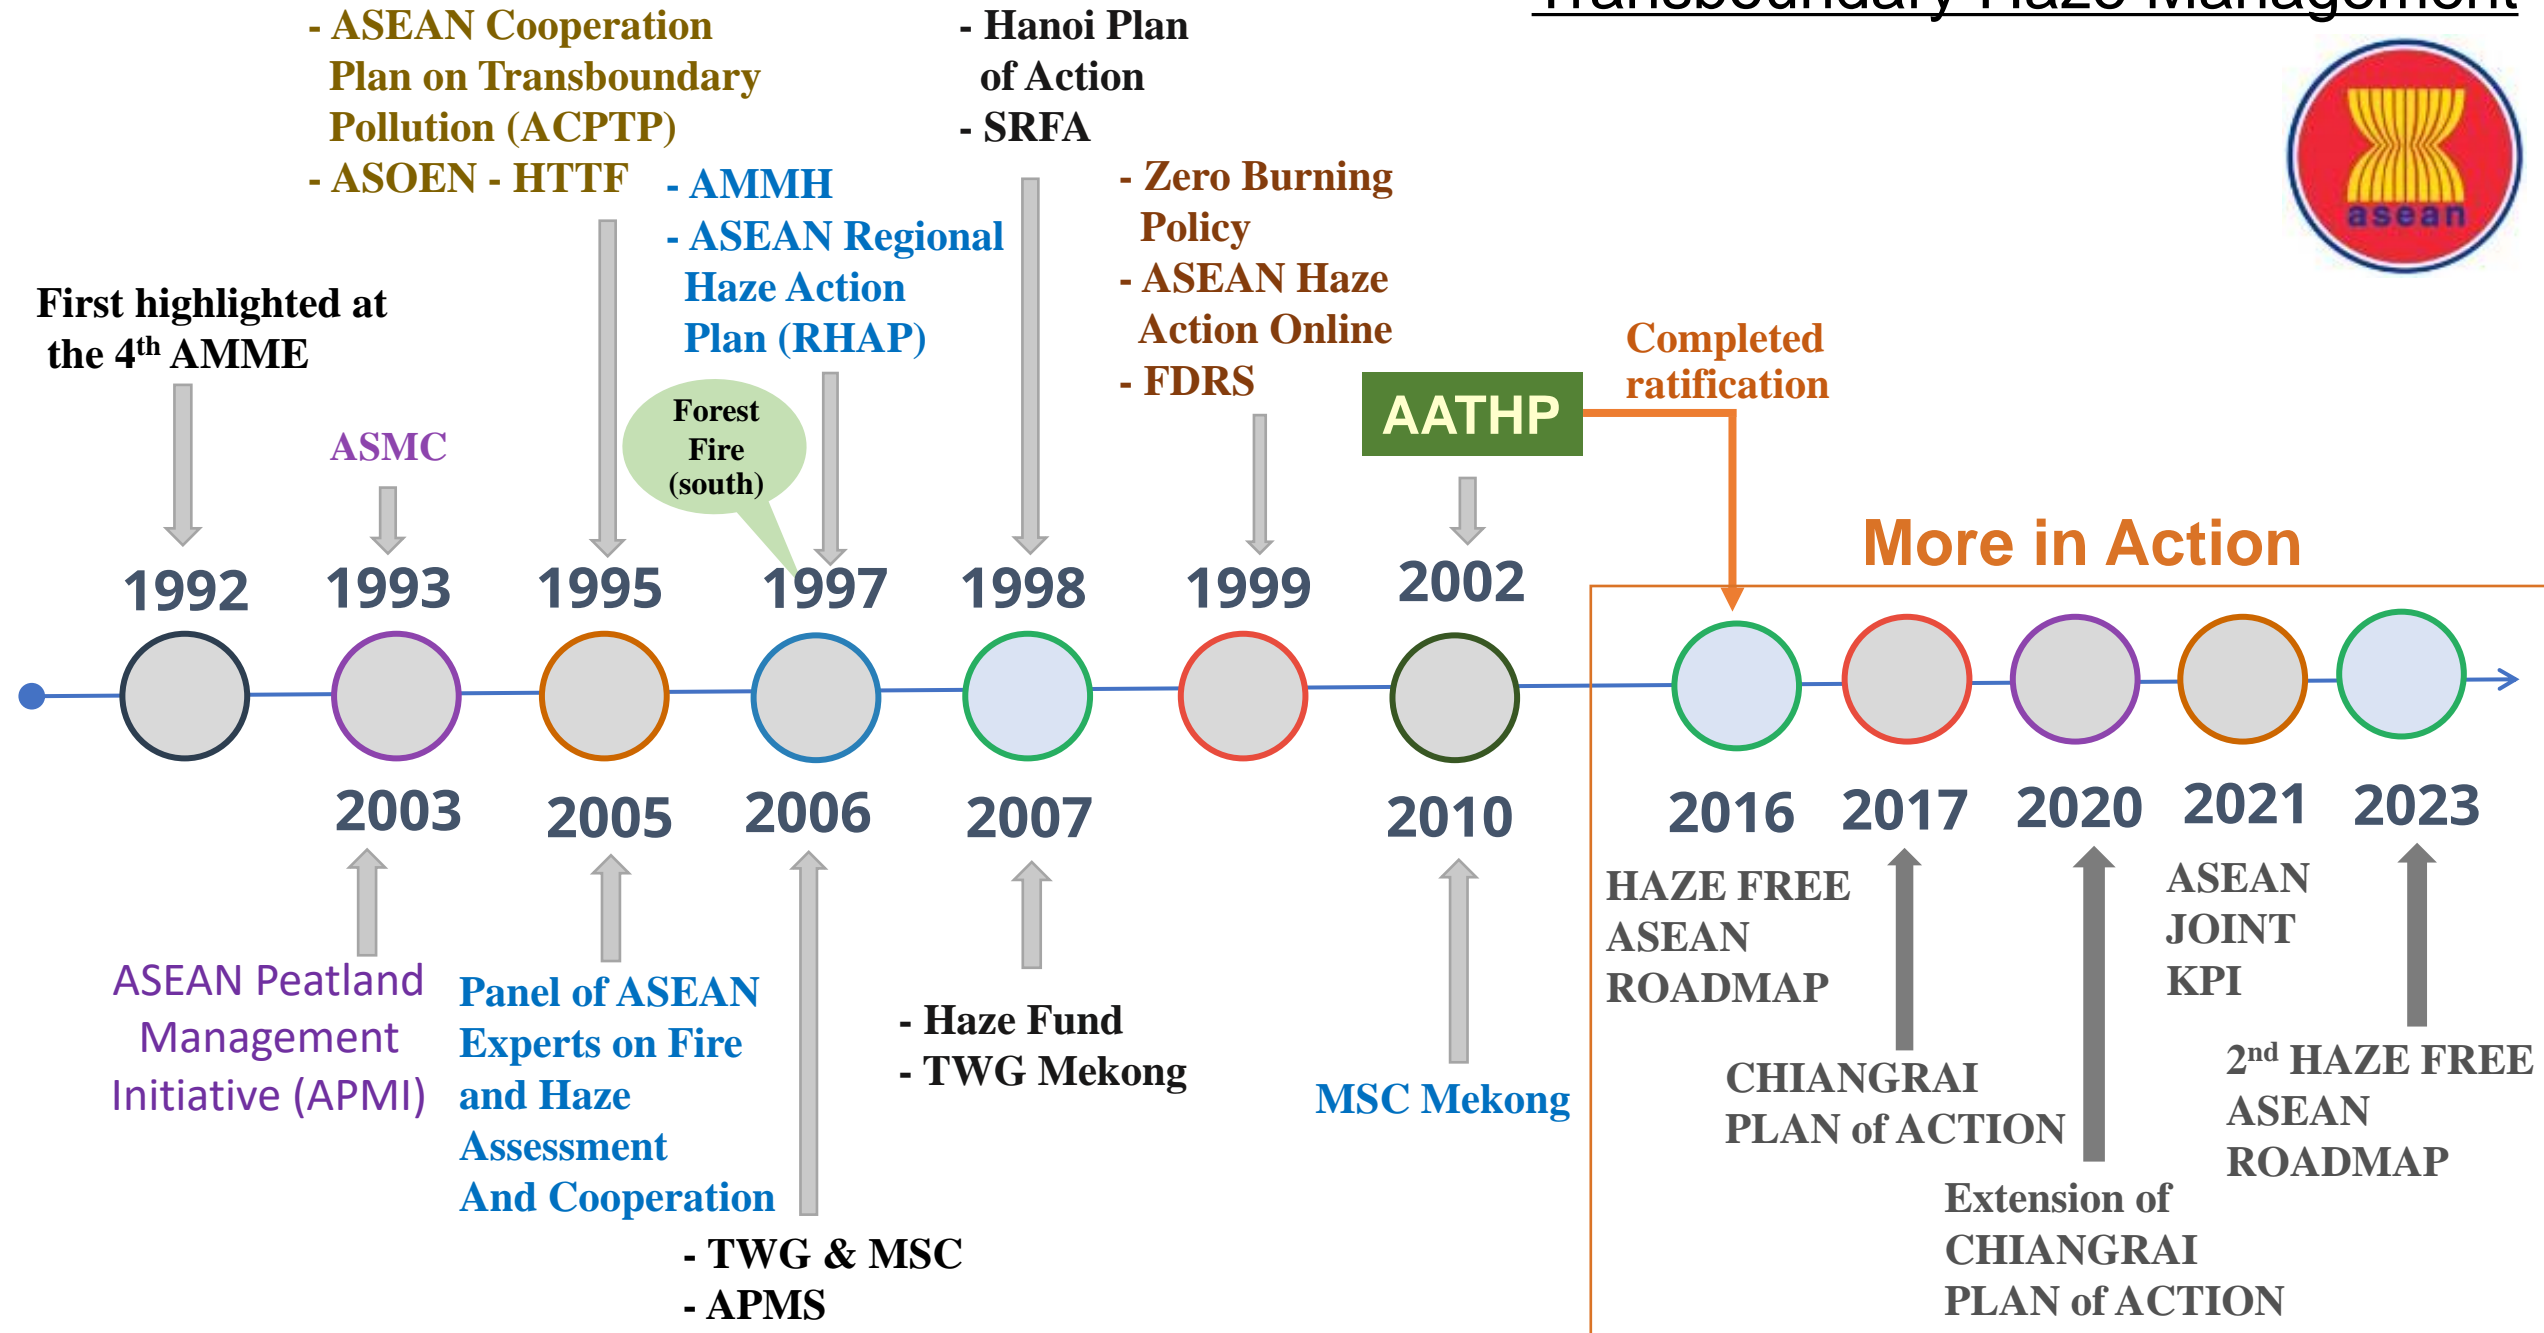 Transboundary Haze Management
- ASEAN Cooperation
Plan on Transboundary
Pollution (ACPTP)
- ASOEN - HTTF
- Hanoi Plan
of Action
- SRFA
asean
- AMMH
- ASEAN Regional
Haze Action
Plan (RHAP)
- Zero Burning
Policy
- ASEAN Haze
Action Online
- FDRS
First highlighted at
the 4th AMME
ASMC
Forest
Fire
(south)
AATHP
Completed
ratification
More in Action
1992
1993
1995
1997
1998
1999
2002
2003
2005
2006
2007
2010
2016
2017
2020
2021
2023
ASEAN Peatland
Management
Initiative (APMI)
Panel of ASEAN
Experts on Fire
and Haze
Assessment
And Cooperation
- TWG & MSC
- APMS
- Haze Fund
- TWG Mekong
MSC Mekong
HAZE FREE
ASEAN
ROADMAP
CHIANGRAI
PLAN of ACTION
Extension of
CHIANGRAI
PLAN of ACTION
ASEAN
JOINT
KPI
2nd HAZE FREE
ASEAN
ROADMAP